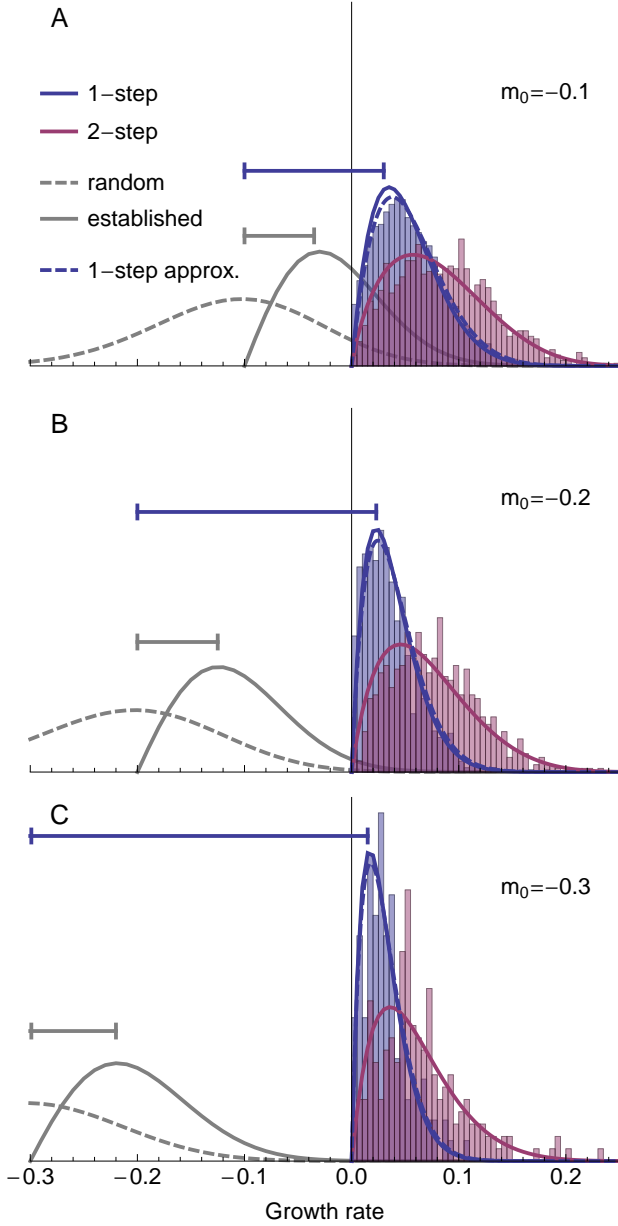 A
1−step
m0=−0.1
2−step
random
established
1−step approx.
B
m0=−0.2
C
m0=−0.3
−0.3 −0.2 −0.1 0.0 0.1 0.2
Growth rate